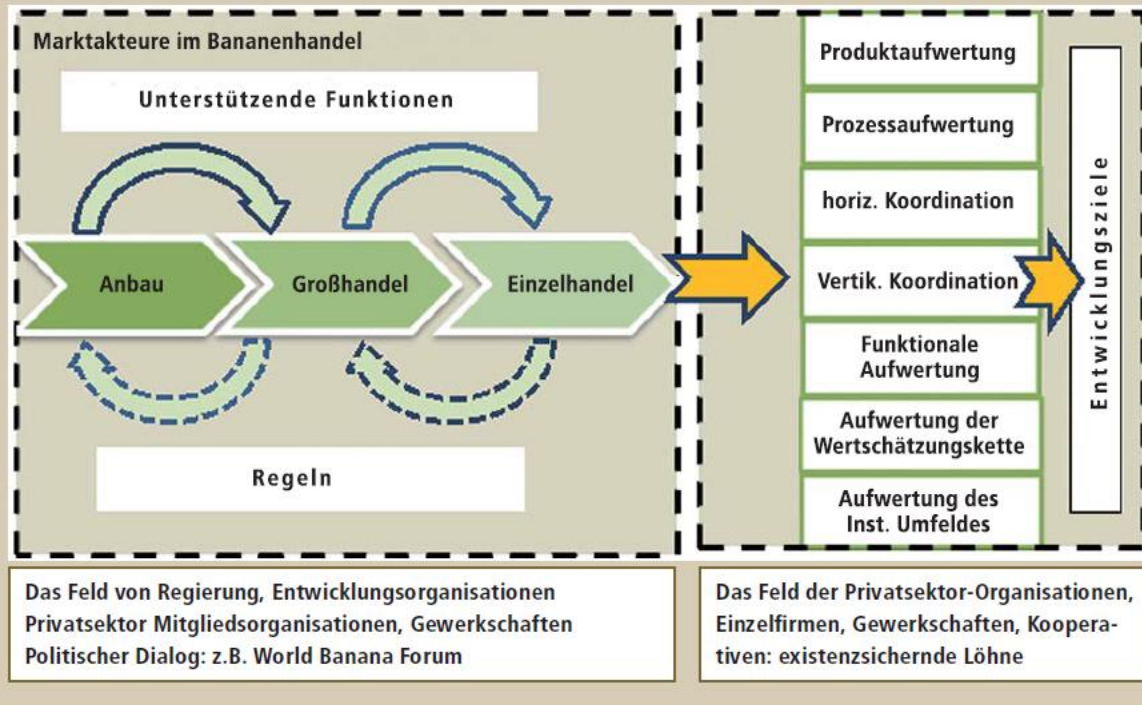 Marktakteure im Bananenhandel
Unterstützende Funktionen
Anbau
Großhandel
Einzelhandel
Regeln
Produktaufwertung
Prozessaufwertung
horiz. Koordination
Vertik. Koordination
Funktionale
Aufwertung
Aufwertung der
Wertschätzungskette
Aufwertung des
Inst. Umfeldes
Entwicklungsziele
Das Feld von Regierung, Entwicklungsorganisationen
Privatsektor Mitgliedsorganisationen, Gewerkschaften
Politischer Dialog: z.B. World Banana Forum
Das Feld der Privatsektor-Organisationen,
Einzelfirmen, Gewerkschaften, Koopera-
tiven: existenzsichernde Löhne